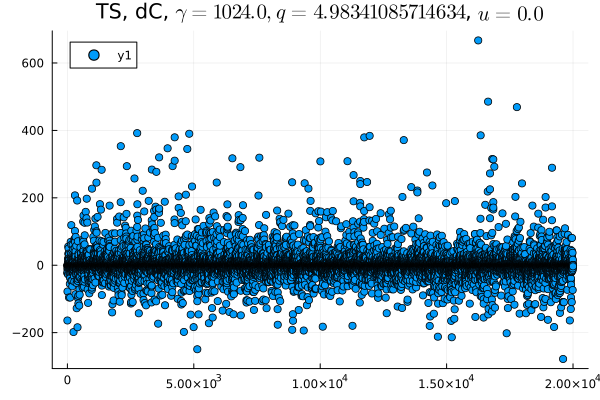 TS, dC, γ = 1024.0, q = 4.98341085714634, u = 0.0
y1
600
400
200
0
−200
0 5.00×10³ 1.00×10⁴ 1.50×10⁴ 2.00×10⁴